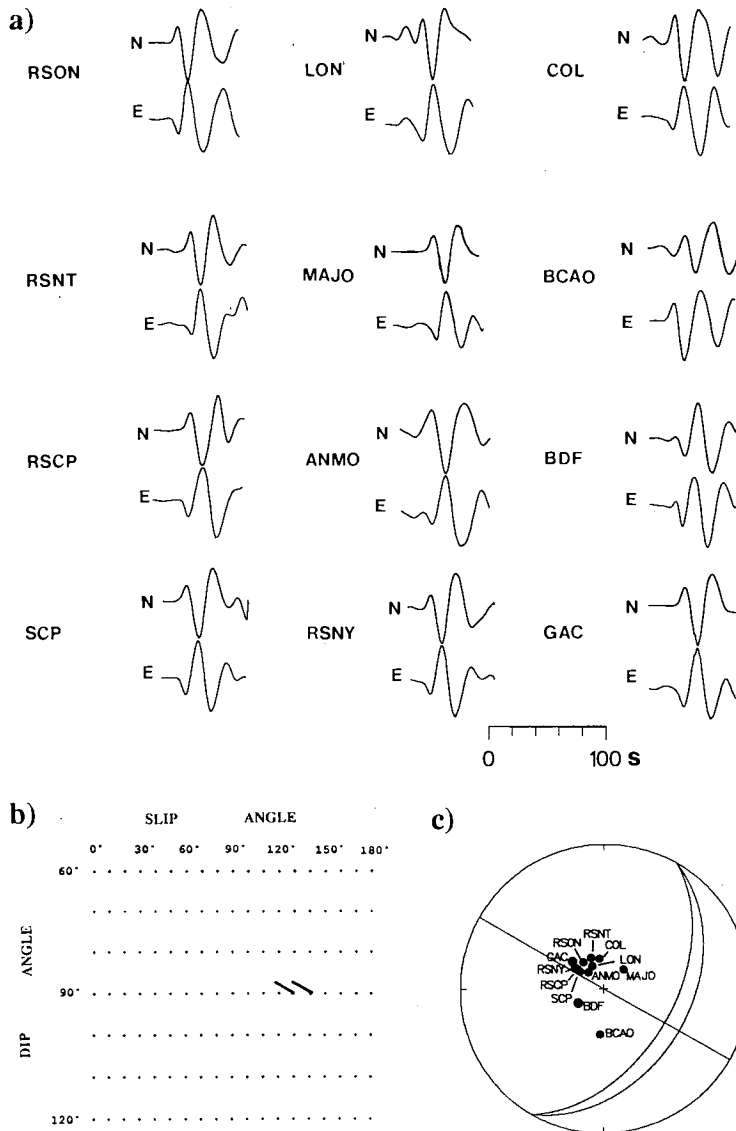 a)
N
RSON
E
N
LON
E
N
COL
E
N
RSNT
E
N
MAJO
E
N
BCAO
E
N
RSCP
E
N
ANMO
E
N
BDF
E
N
SCP
E
N
RSNY
E
N
GAC
E
0 100 S
b)
SLIP ANGLE
0° 30° 60° 90° 120° 150° 180°
60°
ANGLE
90°
DIP
120°
c)
RSNT
RSON COL
GAC LON
RSNY ANMO MAJO
RSCP
SCP BDF
BCAO